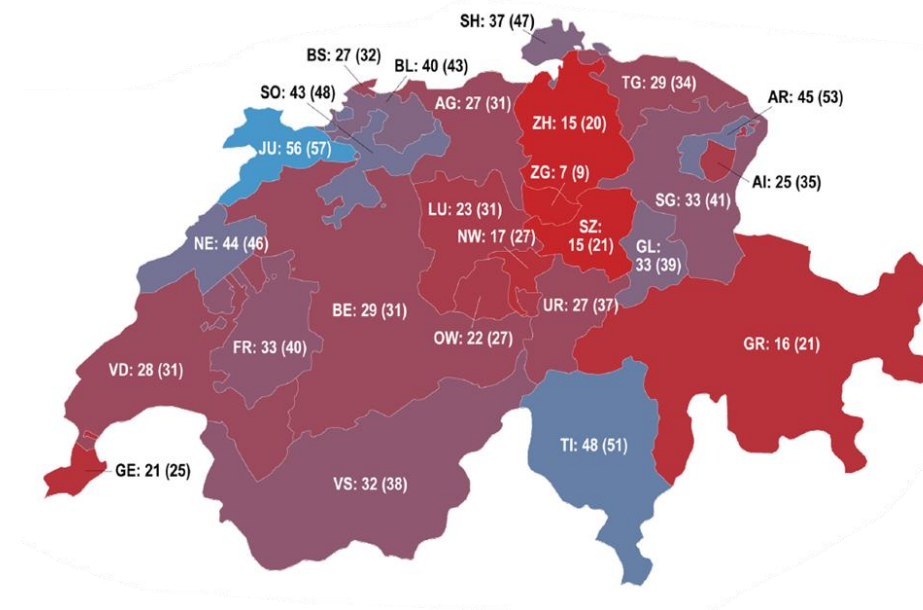 SH: 37 (47)
BS: 27 (32)
BL: 40 (43)
TG: 29 (34)
SO: 43 (48)
AG: 27 (31)
AR: 45 (53)
ZH: 15 (20)
JU: 56 (57)
ZG: 7 (9)
AI: 25 (35)
SG: 33 (41)
LU: 23 (31)
SZ:
15 (21)
NW: 17 (27)
NE: 44 (46)
GL:
33 (39)
UR: 27 (37)
BE: 29 (31)
OW: 22 (27)
GR: 16 (21)
FR: 33 (40)
VD: 28 (31)
TI: 48 (51)
GE: 21 (25)
VS: 32 (38)